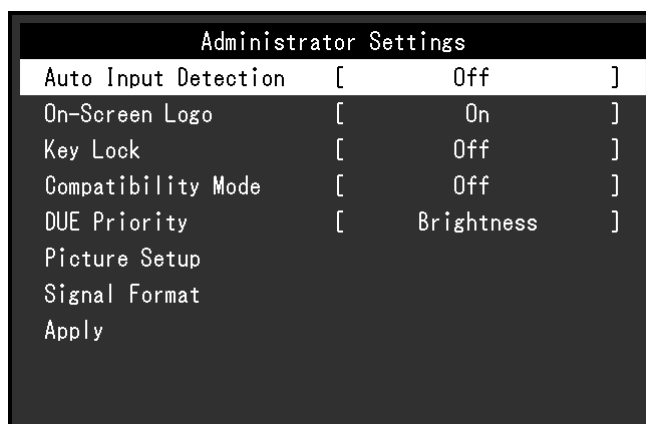 Administrator Settings
Auto Input Detection [ Off ]
On-Screen Logo [ On ]
Key Lock [ Off ]
Compatibility Mode [ Off ]
DUE Priority [ Brightness ]
Picture Setup
Signal Format
Apply